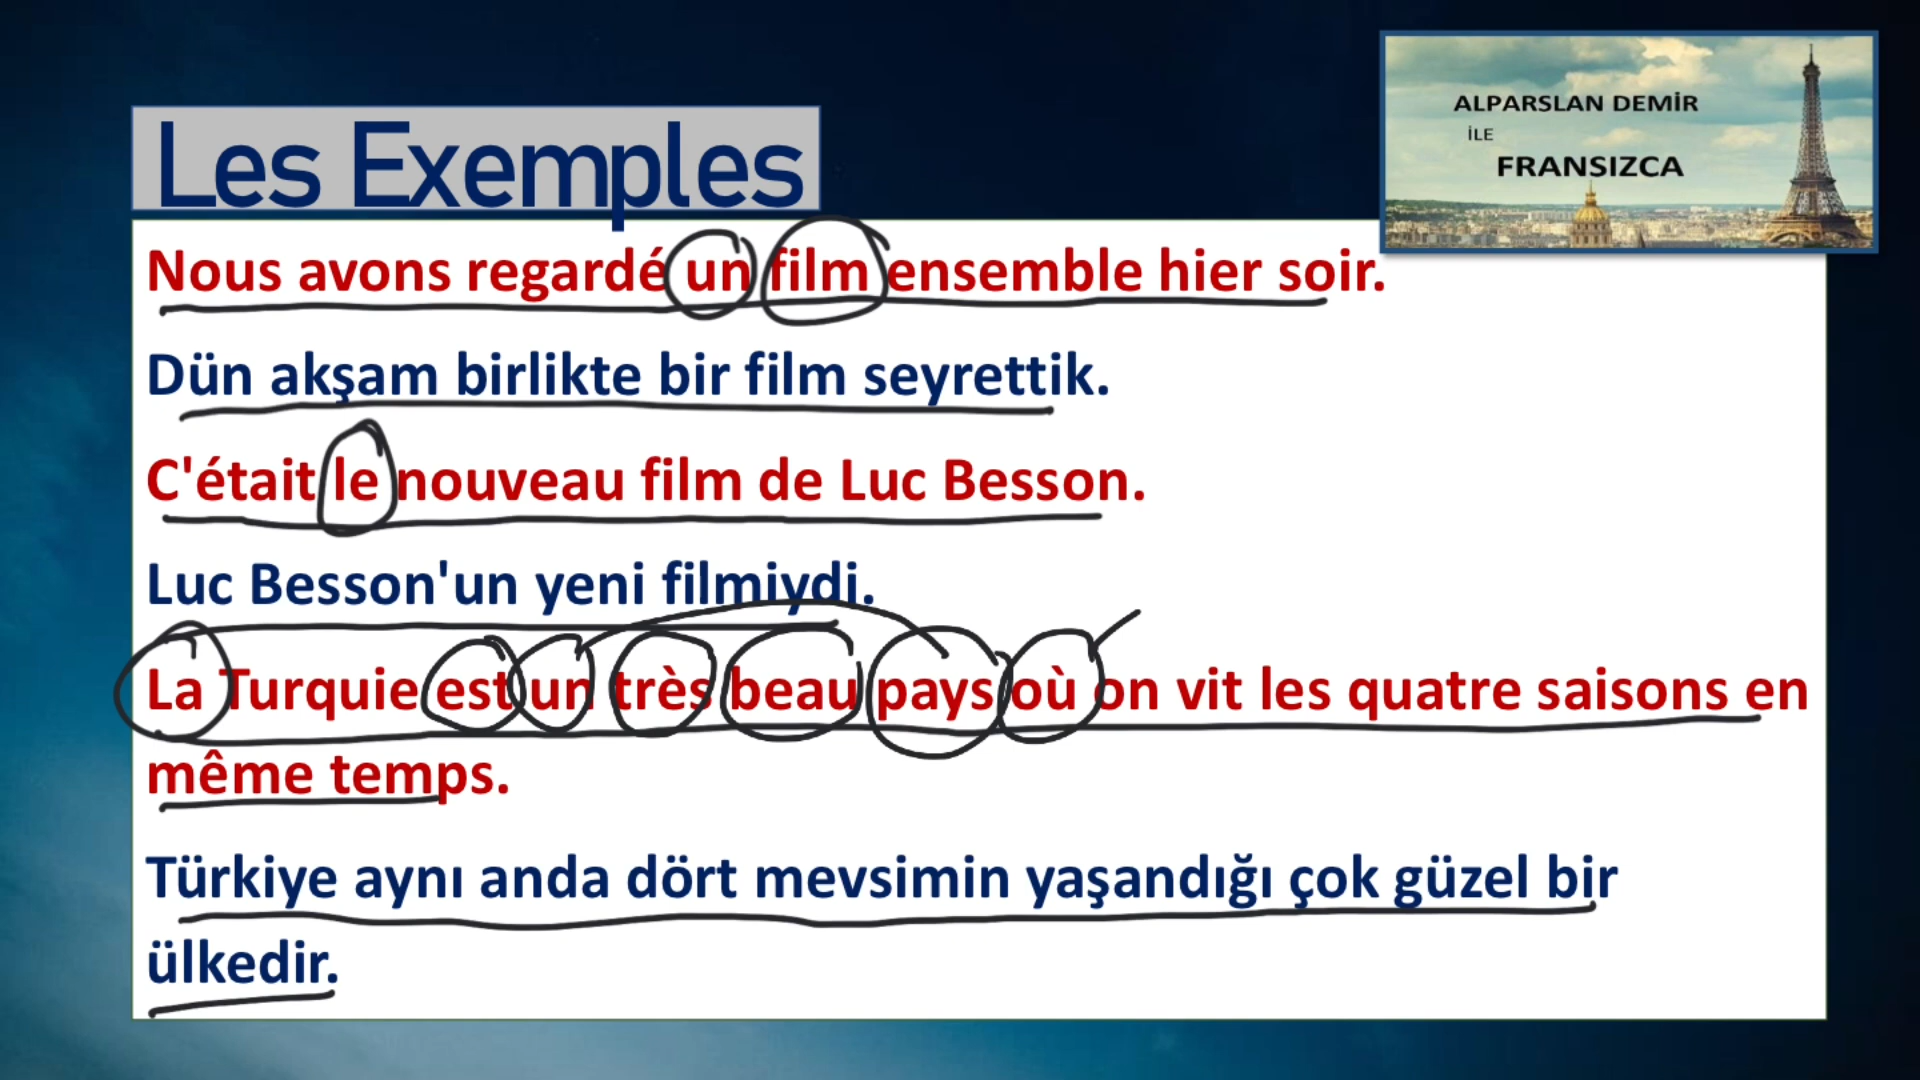 ALPARSLAN DEMİR
İLE
FRANSIZCA
Les Exemples
Nous avons regardé un film ensemble hier soir.
Dün akşam birlikte bir film seyrettik.
C'était le nouveau film de Luc Besson.
Luc Besson'un yeni filmiydi.
La Turquie est un très beau pays où on vit les quatre saisons en
même temps.
Türkiye aynı anda dört mevsimin yaşandığı çok güzel bir
ülkedir.